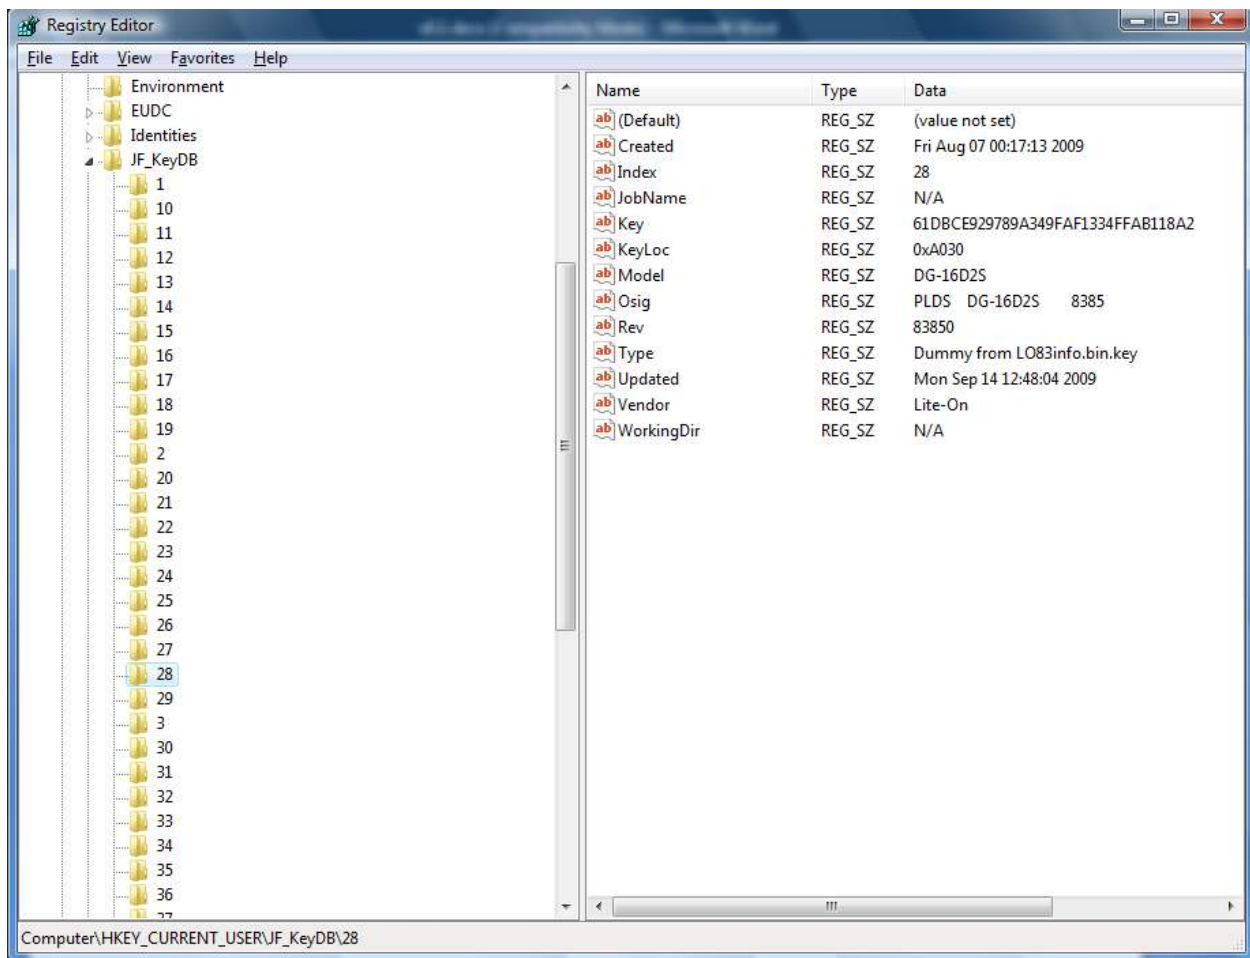 Registry Editor
File Edit View Favorites Help
Environment
EUDC
Identities
JF_KeyDB
1
10
11
12
13
14
15
16
17
18
19
2
20
21
22
23
24
25
26
27
28
29
3
30
31
32
33
34
35
36
37
Name Type Data
(Default) REG_SZ (value not set)
Created REG_SZ Fri Aug 07 00:17:13 2009
Index REG_SZ 28
JobName REG_SZ N/A
Key REG_SZ 61DBCE929789A349FAF1334FFAB118A2
KeyLoc REG_SZ 0xA030
Model REG_SZ DG-16D2S
Osig REG_SZ PLDS DG-16D2S 8385
Rev REG_SZ 83850
Type REG_SZ Dummy from LO83info.bin.key
Updated REG_SZ Mon Sep 14 12:48:04 2009
Vendor REG_SZ Lite-On
WorkingDir REG_SZ N/A
Computer\HKEY_CURRENT_USER\JF_KeyDB\28